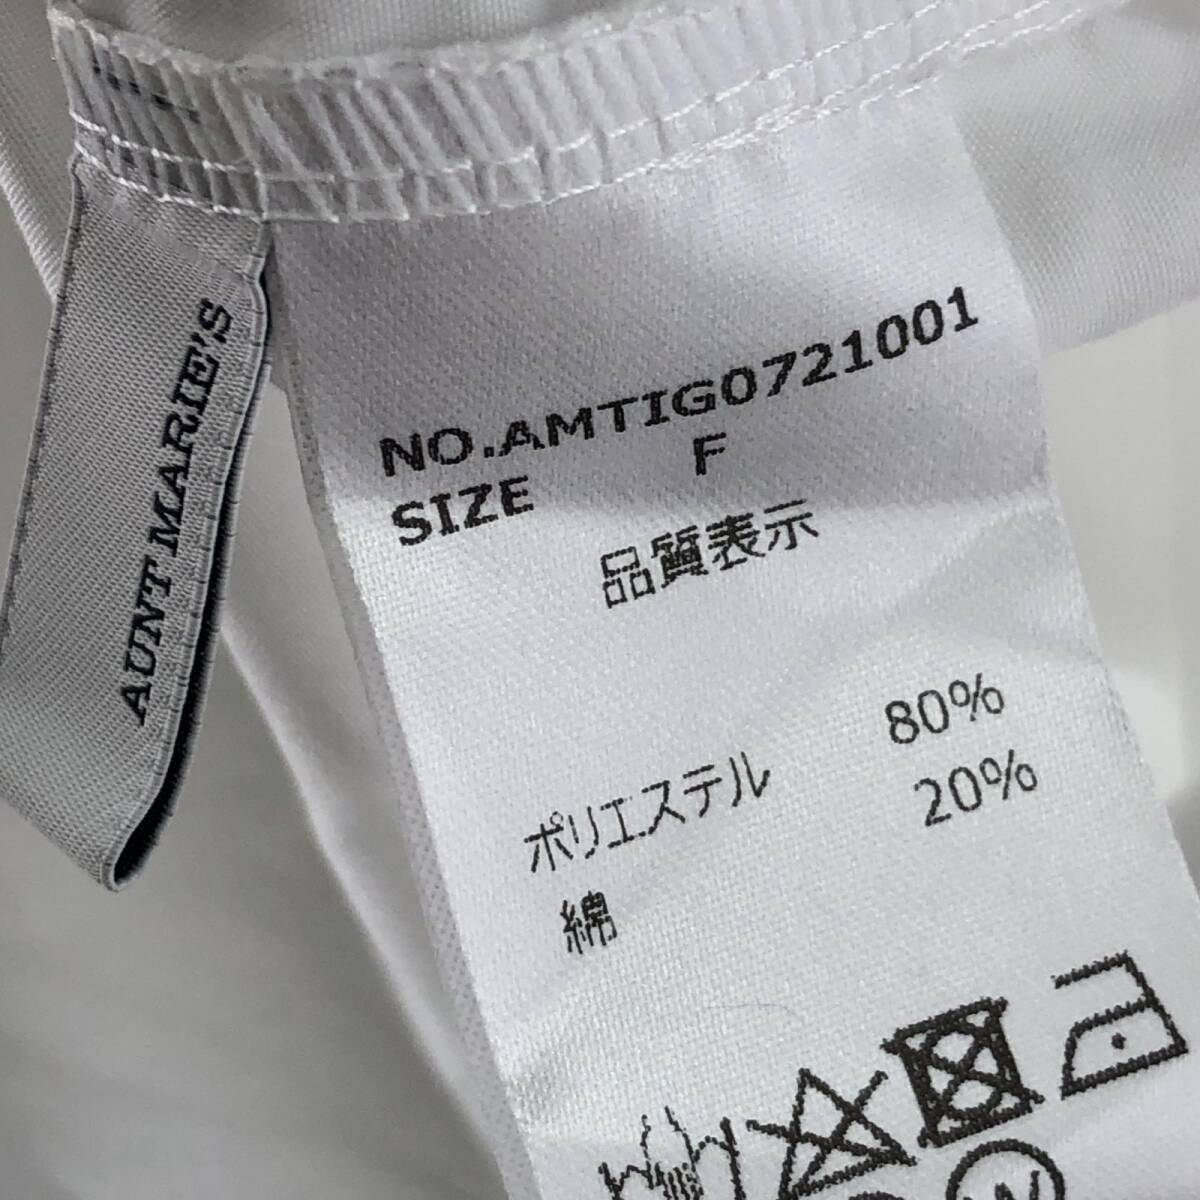 AUNT MARIE'S
NO.AMTIG0721001
SIZE F
品質表示
ポリエステル 80%
綿 20%
W